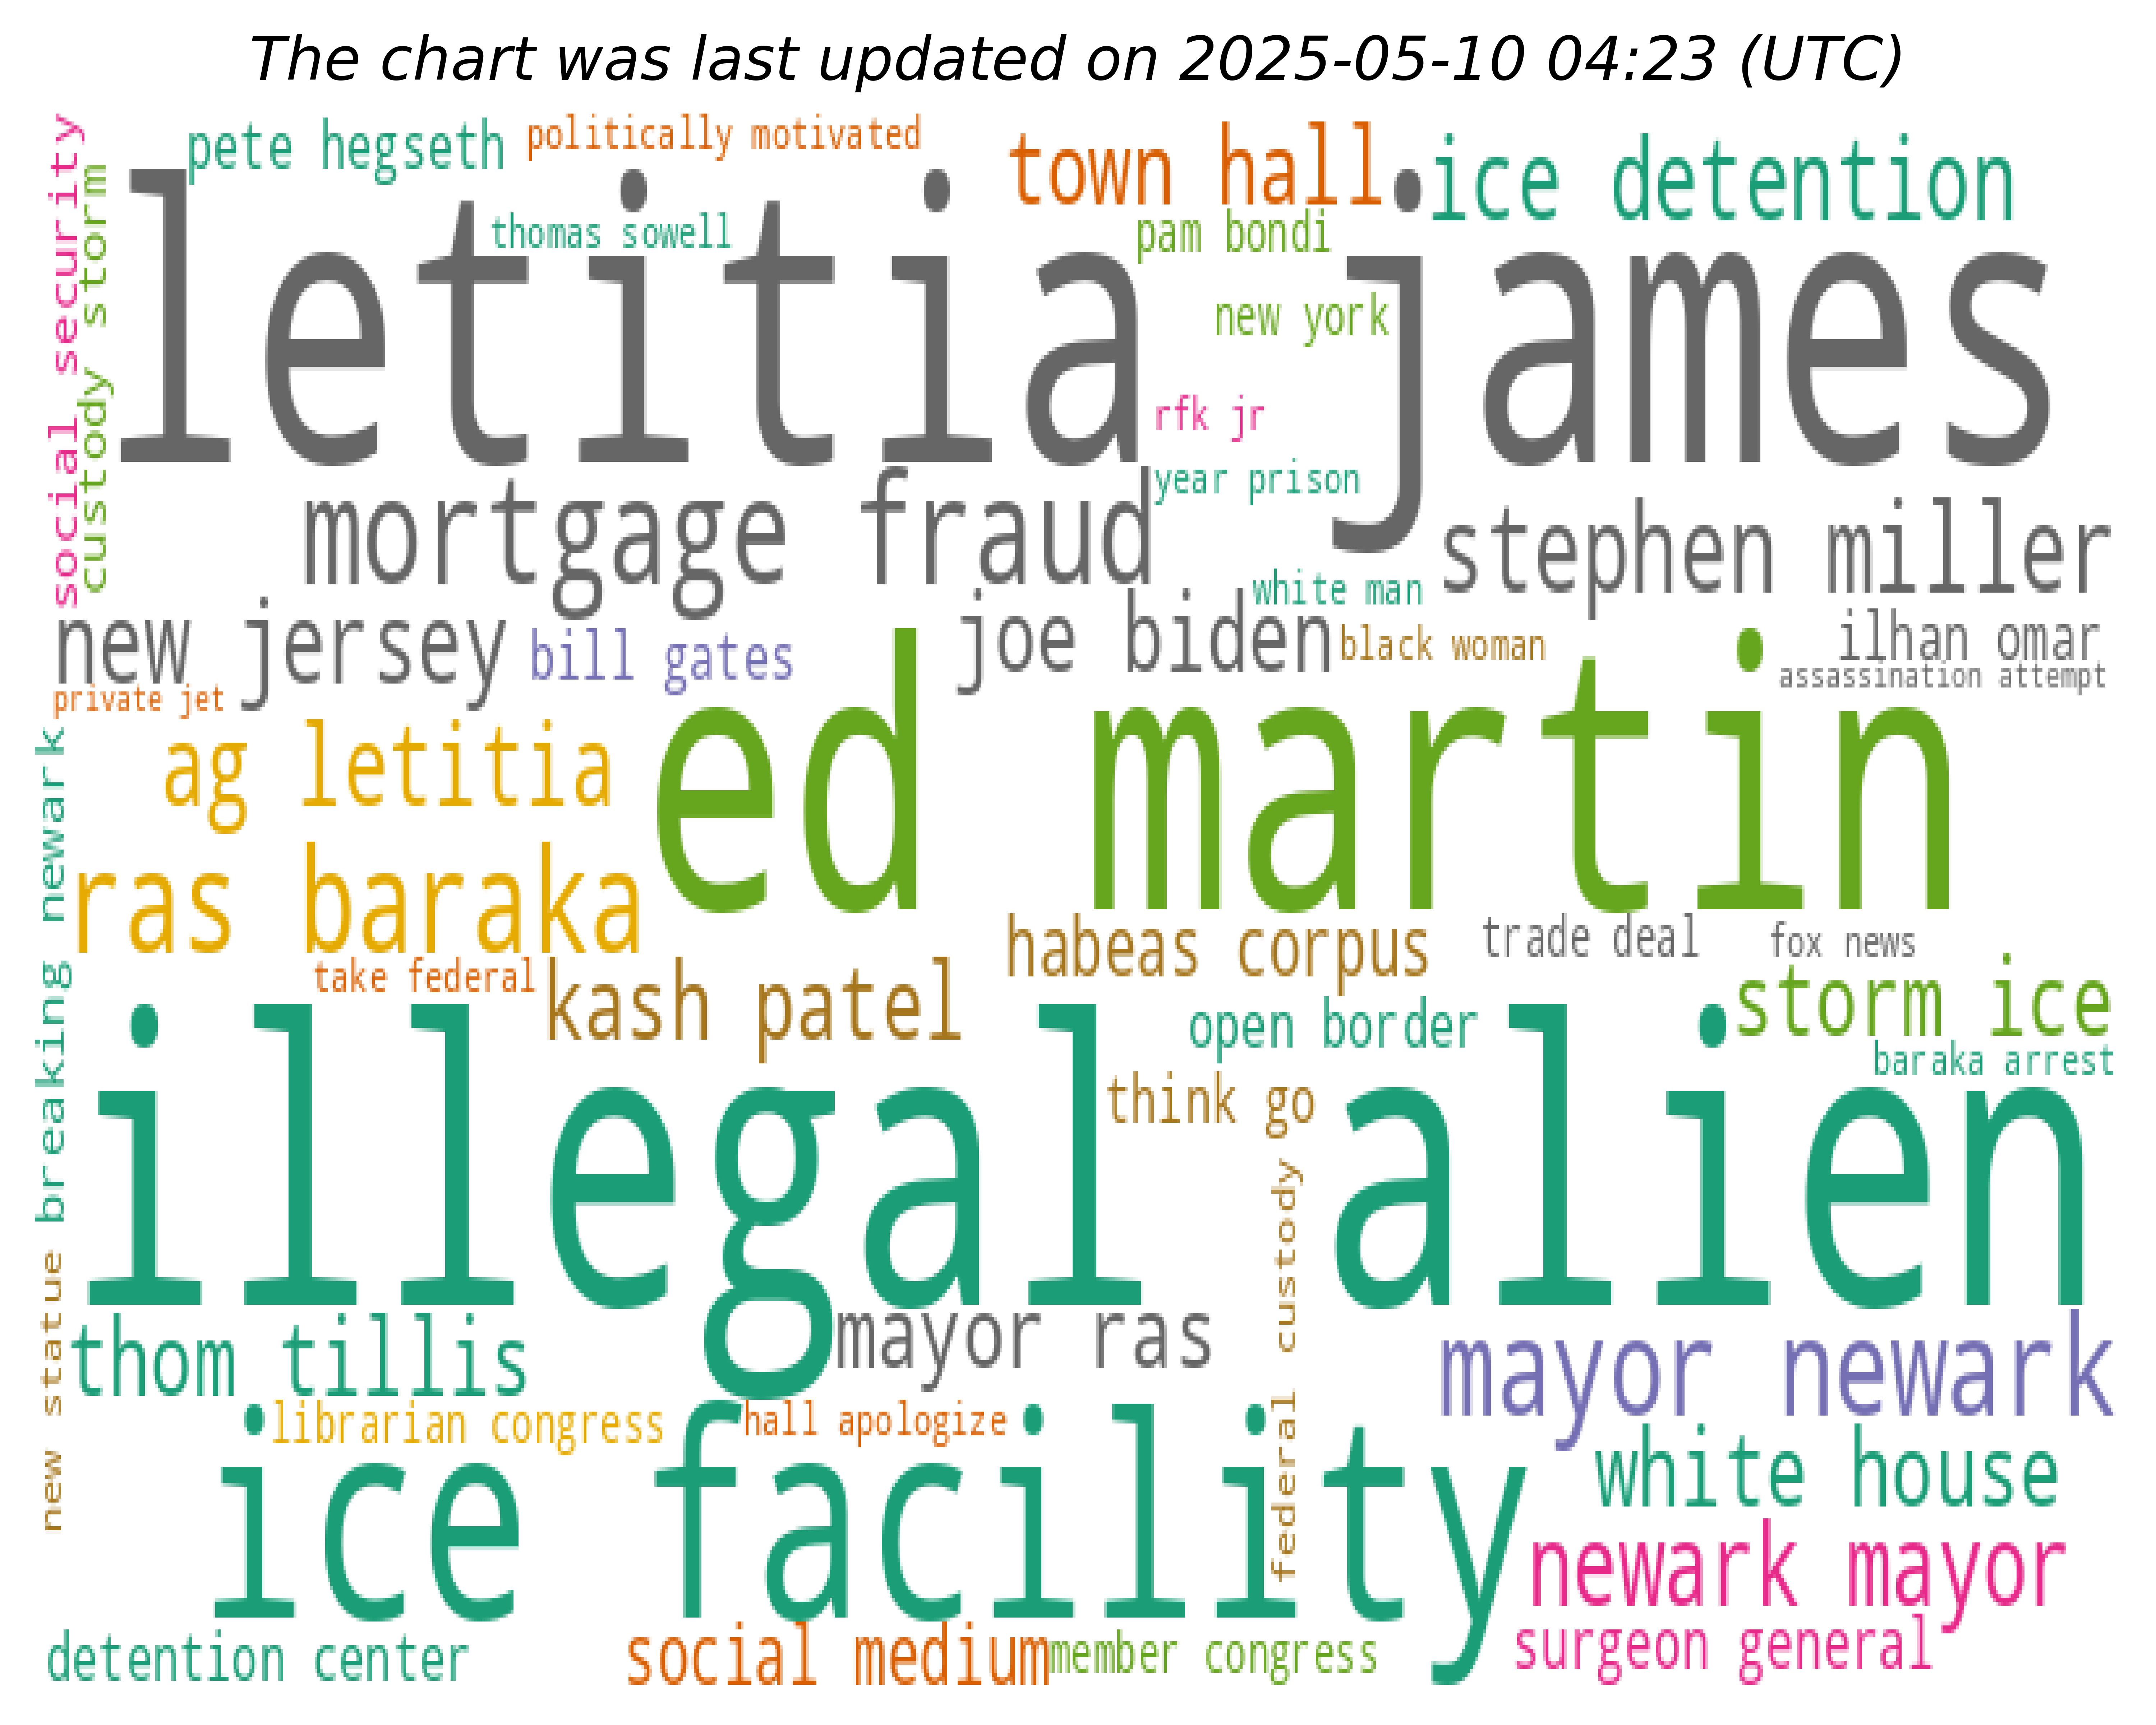 The chart was last updated on 2025-05-10 04:23 (UTC)
social security
custody storm
pete hegseth
politically motivated
town hall
ice detention
letitia james
thomas sowell
pam bondi
new york
rfk jr
year prison
mortgage fraud
stephen miller
white man
new jersey
bill gates
joe biden
black woman
ilhan omar
assassination attempt
private jet
ed martin
ag letitia
breaking newark
ras baraka
habeas corpus
trade deal
fox news
take federal
kash patel
storm ice
open border
baraka arrest
illegal alien
think go
federal custody
new statue
thom tillis
mayor ras
mayor newark
librarian congress
hall apologize
ice facility
white house
newark mayor
detention center
social medium
member congress
surgeon general